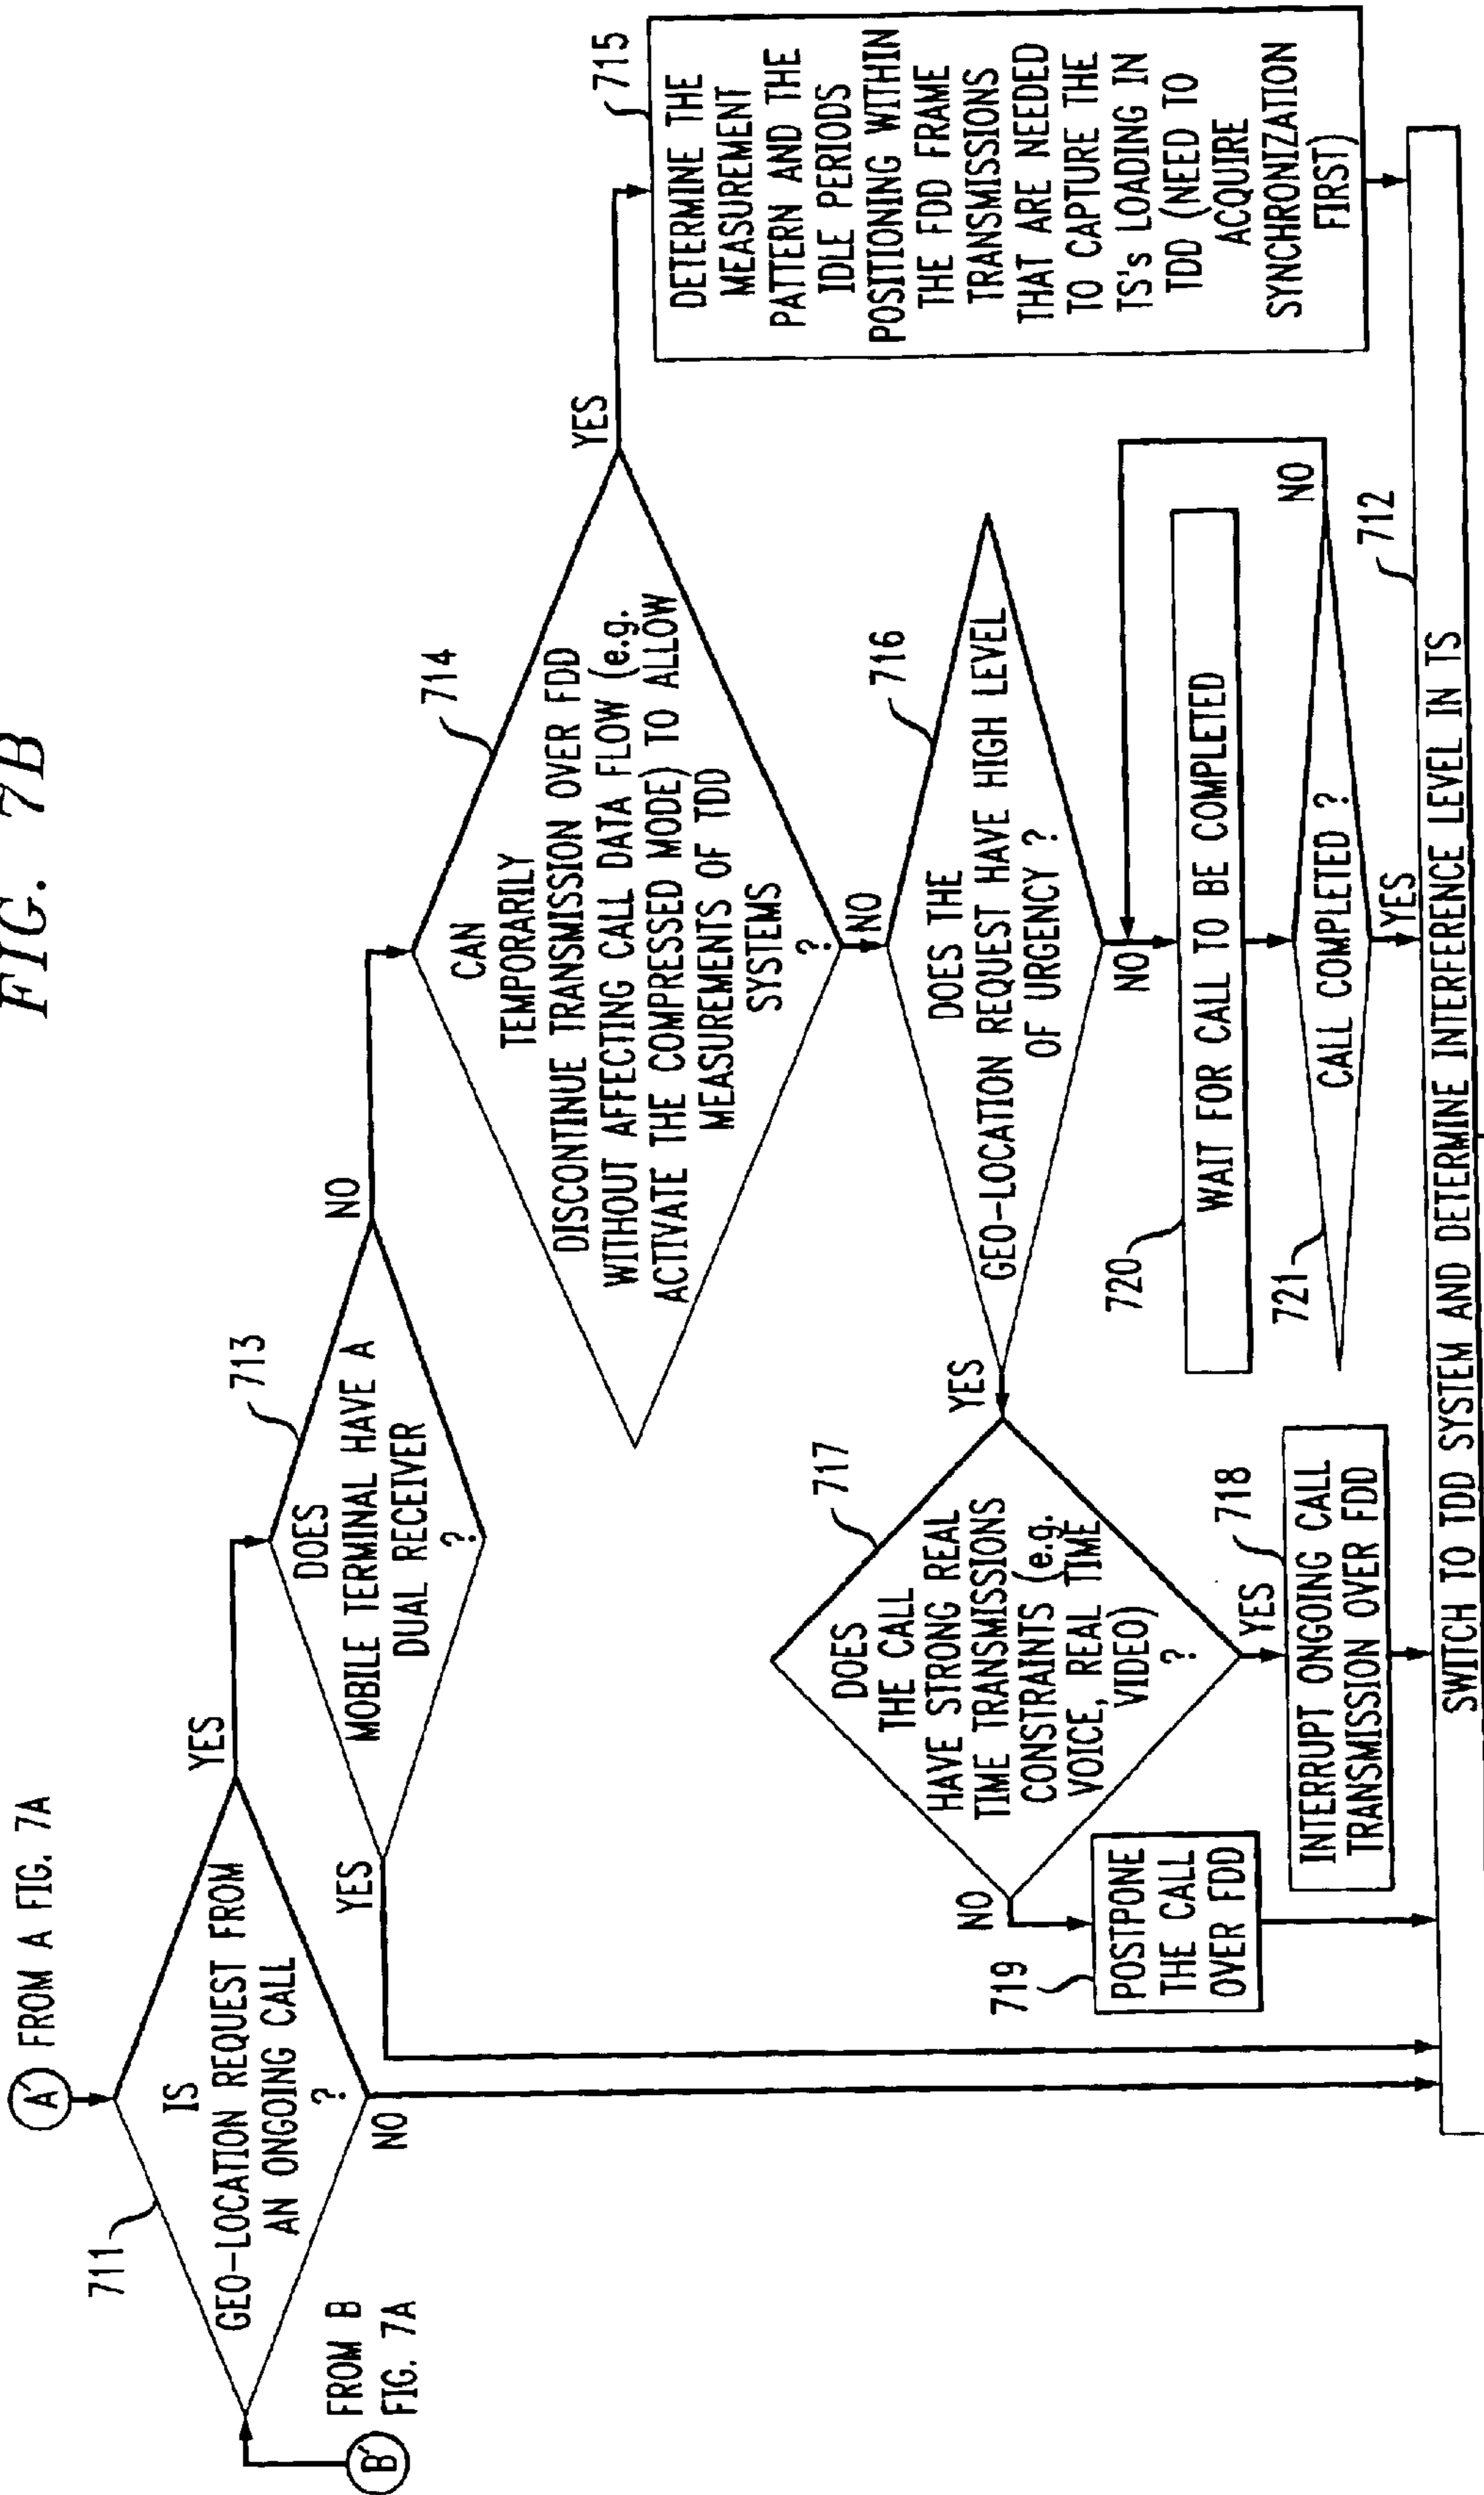 FIG. 7B
A' FROM A FIG. 7A
711
IS
GEO-LOCATION REQUEST FROM
AN ONGOING CALL
?
YES
NO
B'
FROM B
FIG. 7A
713
DOES
MOBILE TERMINAL HAVE A
DUAL RECEIVER
?
YES
NO
714
CAN
TEMPORARILY
DISCONTINUE TRANSMISSION OVER FDD
WITHOUT AFFECTING CALL DATA FLOW (e.g.
ACTIVATE THE COMPRESSED MODE) TO ALLOW
MEASUREMENTS OF TDD
SYSTEMS
?
YES
NO
715
DETERMINE THE
MEASUREMENT
PATTERN AND THE
IDLE PERIODS
POSITIONING WITHIN
THE FDD FRAME
TRANSMISSIONS
THAT ARE NEEDED
TO CAPTURE THE
TS's LOADING IN
TDD (NEED TO
ACQUIRE
SYNCHRONIZATION
FIRST)
716
DOES THE
GEO-LOCATION REQUEST HAVE HIGH LEVEL
OF URGENCY ?
YES
NO
717
DOES
THE CALL
HAVE STRONG REAL
TIME TRANSMISSIONS
CONSTRAINTS (e.g.
VOICE, REAL TIME
VIDEO)
?
NO
YES
719
POSTPONE
THE CALL
OVER FDD
718
INTERRUPT ONGOING CALL
TRANSMISSION OVER FDD
720
WAIT FOR CALL TO BE COMPLETED
721
CALL COMPLETED ?
NO
YES
712
SWITCH TO TDD SYSTEM AND DETERMINE INTERFERENCE LEVEL IN TS